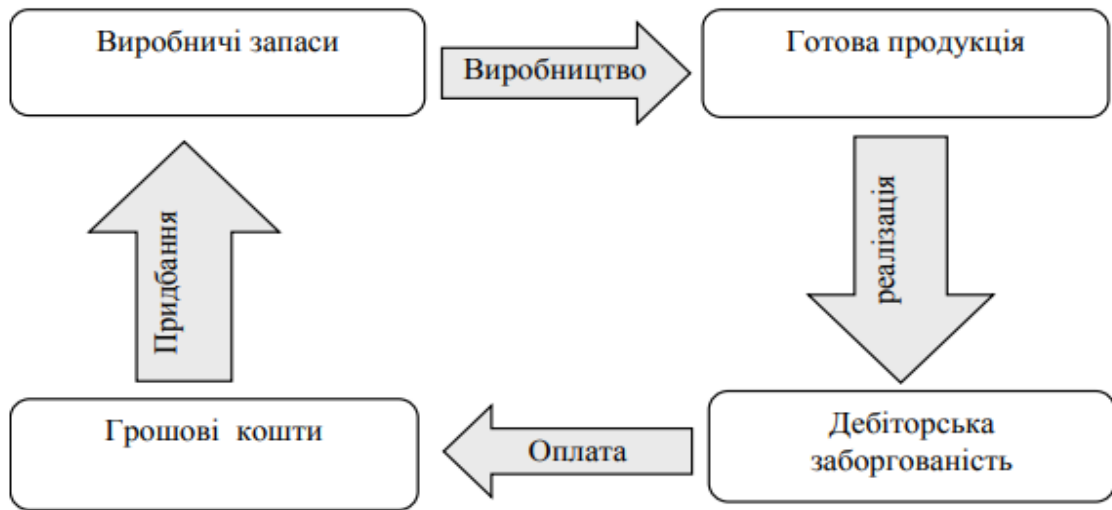 Виробничі запаси
Виробництво
Готова продукція
Придбання
реалізація
Грошові кошти
Оплата
Дебіторська
заборгованість